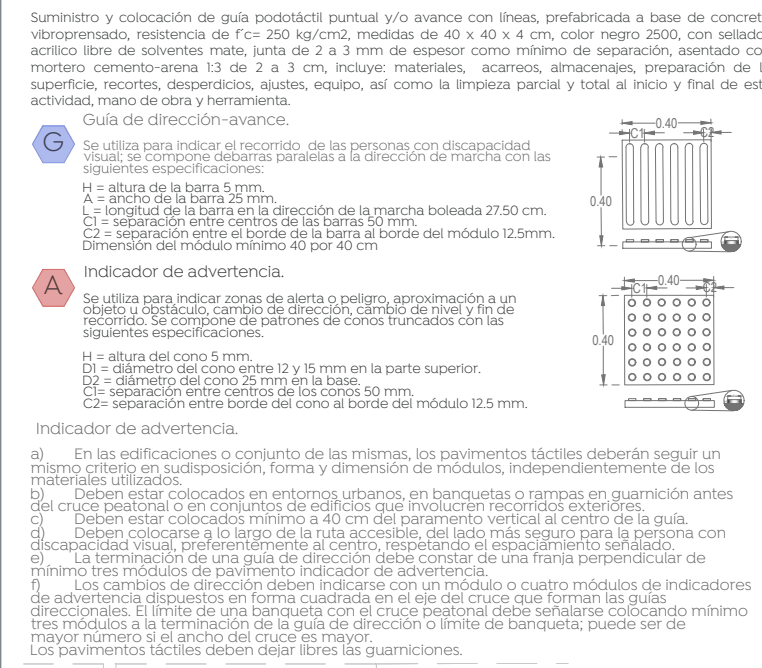 Suministro y colocación de guía podotáctil puntual y/o avance con líneas, prefabricada a base de concret
vibroprensado, resistencia de f´c= 250 kg/cm2, medidas de 40 x 40 x 4 cm, color negro 2500, con sellado
acrilico libre de solventes mate, junta de 2 a 3 mm de espesor como mínimo de separación, asentado co
mortero cemento-arena 1:3 de 2 a 3 cm, incluye: materiales, acarreos, almacenajes, preparación de l
superficie, recortes, desperdicios, ajustes, equipo, así como la limpieza parcial y total al inicio y final de est
actividad, mano de obra y herramienta.
Guía de dirección-avance.
G
Se utiliza para indicar el recorrido de las personas con discapacidad
visual; se compone debarras paralelas a la dirección de marcha con las
siguientes especificaciones:
H = altura de la barra 5 mm.
A = ancho de la barra 25 mm.
L = longitud de la barra en la dirección de la marcha boleada 27.50 cm.
C1 = separación entre centros de las barras 50 mm.
C2 = separación entre el borde de la barra al borde del módulo 12.5mm.
Dimensión del módulo mínimo 40 por 40 cm
0.40
C1
C2
0.40
Indicador de advertencia.
A
Se utiliza para indicar zonas de alerta o peligro, aproximación a un
objeto u obstáculo, cambio de dirección, cambio de nivel y fin de
recorrido. Se compone de patrones de conos truncados con las
siguientes especificaciones.
H = altura del cono 5 mm.
D1 = diámetro del cono entre 12 y 15 mm en la parte superior.
D2 = diámetro del cono 25 mm en la base.
C1= separación entre centros de los conos 50 mm.
C2= separación entre borde del cono al borde del módulo 12.5 mm.
0.40
C1
C2
0.40
Indicador de advertencia.
a) En las edificaciones o conjunto de las mismas, los pavimentos táctiles deberán seguir un
mismo criterio en sudisposición, forma y dimensión de módulos, independientemente de los
materiales utilizados.
b) Deben estar colocados en entornos urbanos, en banquetas o rampas en guarnición antes
del cruce peatonal o en conjuntos de edificios que involucren recorridos exteriores.
c) Deben estar colocados mínimo a 40 cm del paramento vertical al centro de la guía.
d) Deben colocarse a lo largo de la ruta accesible, del lado más seguro para la persona con
discapacidad visual, preferentemente al centro, respetando el espaciamiento señalado.
e) La terminación de una guía de dirección debe constar de una franja perpendicular de
mínimo tres módulos de pavimento indicador de advertencia.
f) Los cambios de dirección deben indicarse con un módulo o cuatro módulos de indicadores
de advertencia dispuestos en forma cuadrada en el eje del cruce que forman las guías
direccionales. El límite de una banqueta con el cruce peatonal debe señalarse colocando mínimo
tres módulos a la terminación de la guía de dirección o límite de banqueta; puede ser de
mayor número si el ancho del cruce es mayor.
Los pavimentos táctiles deben dejar libres las guarniciones.